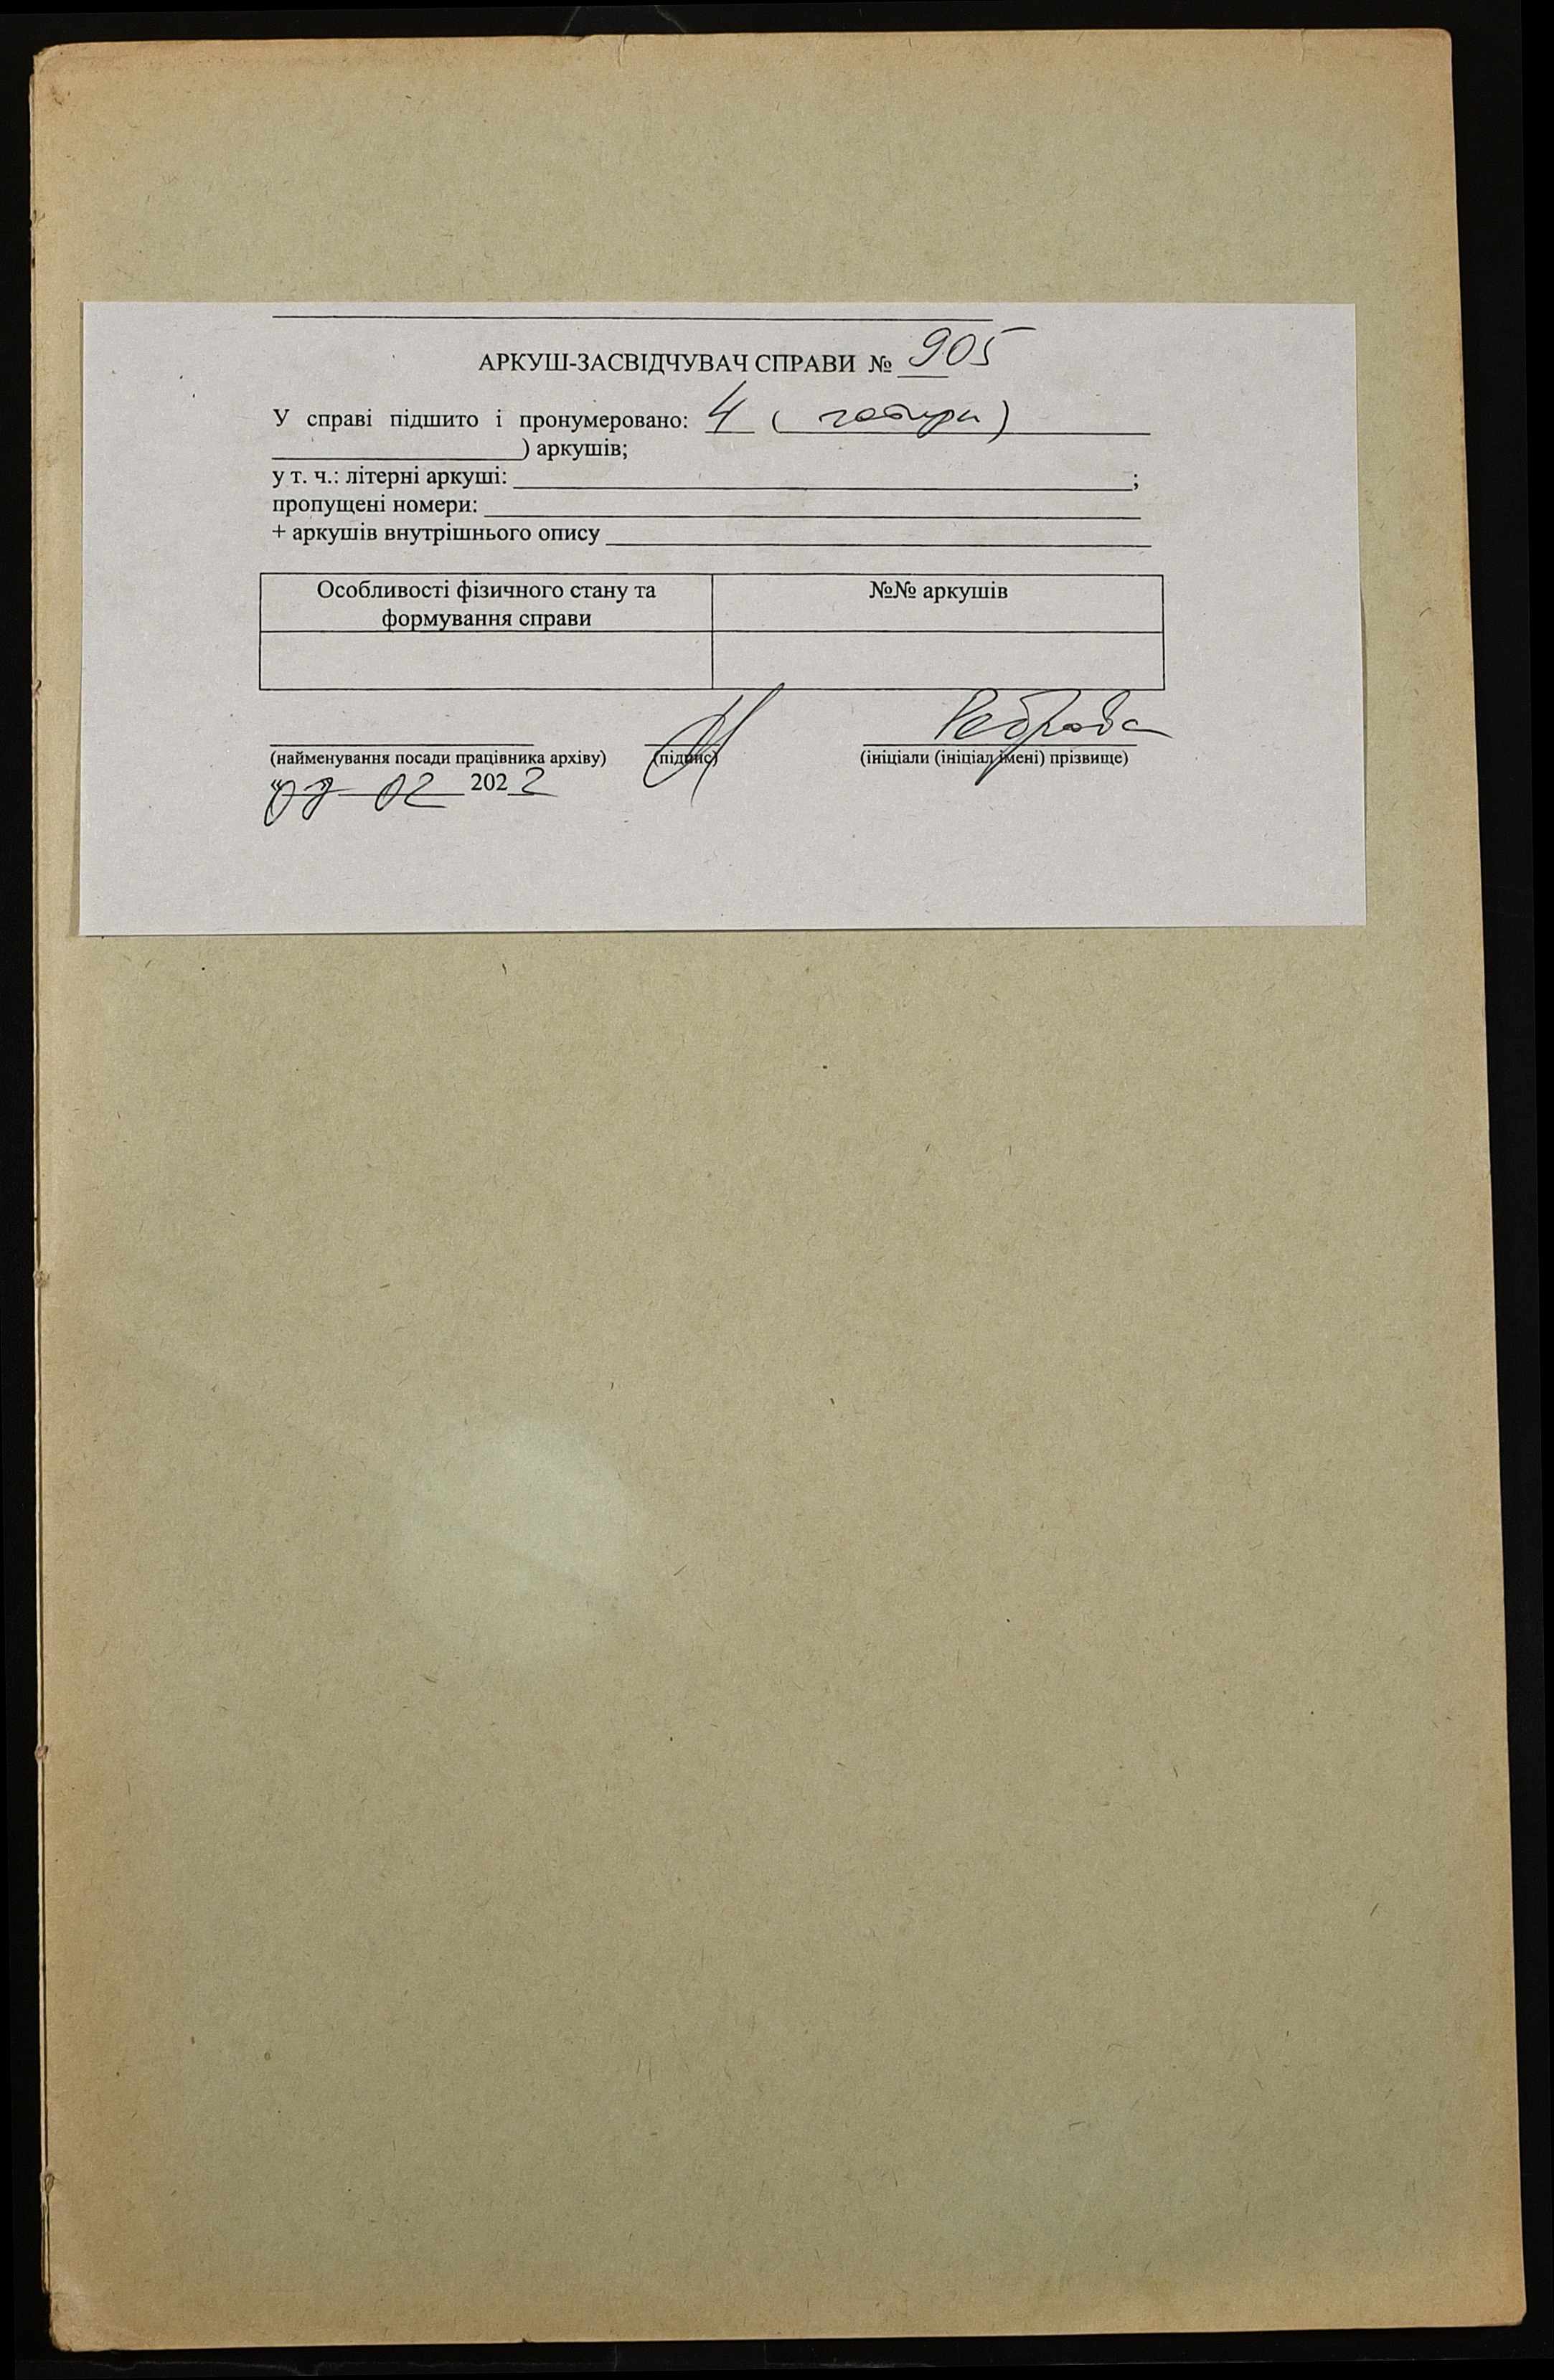 АРКУШ-ЗАСВІДЧУВАЧ СПРАВИ № 905
У справі підшито і пронумеровано: 4 ( чотири )
) аркушів;
у т. ч.: літерні аркуші: ;
пропущені номери:
+ аркушів внутрішнього опису
Особливості фізичного стану та формування справи
№№ аркушів
(найменування посади працівника архіву) (підпис) (ініціали (ініціал імені) прізвище)
02 2022